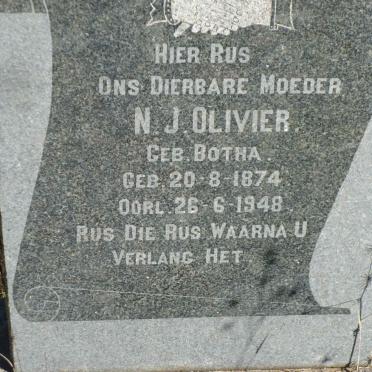 HIER RUS
ONS DIERBARE MOEDER
N. J. OLIVIER.
GEB. BOTHA.
GEB. 20-8-1874.
OORL. 26-6-1948.
RUS DIE RUS WAARNA U
VERLANG HET